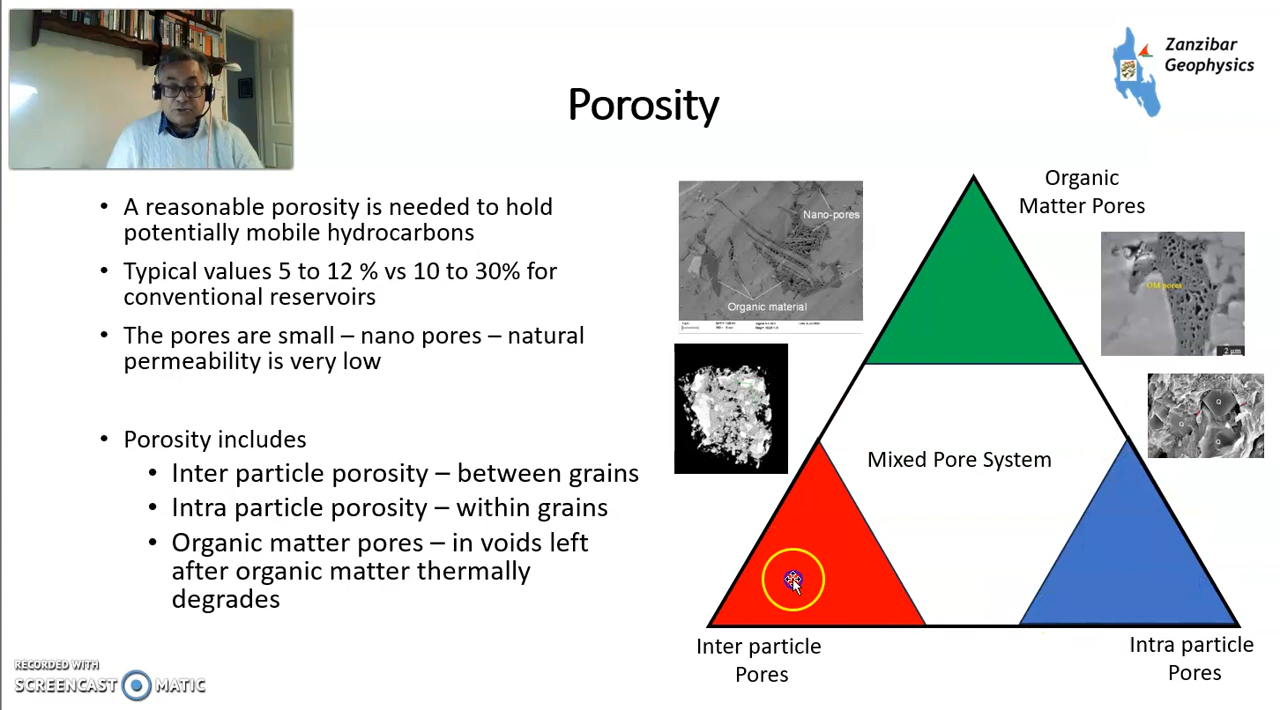 Zanzibar
Geophysics
Porosity
• A reasonable porosity is needed to hold
potentially mobile hydrocarbons
• Typical values 5 to 12 % vs 10 to 30% for
conventional reservoirs
• The pores are small – nano pores – natural
permeability is very low
• Porosity includes
• Inter particle porosity – between grains
• Intra particle porosity – within grains
• Organic matter pores – in voids left
after organic matter thermally
degrades
Nano-pores
Organic material
Organic
Matter Pores
OM pores
2 μm
Q
Q
Q
Mixed Pore System
Inter particle
Pores
Intra particle
Pores
RECORDED WITH
SCREENCAST MATIC